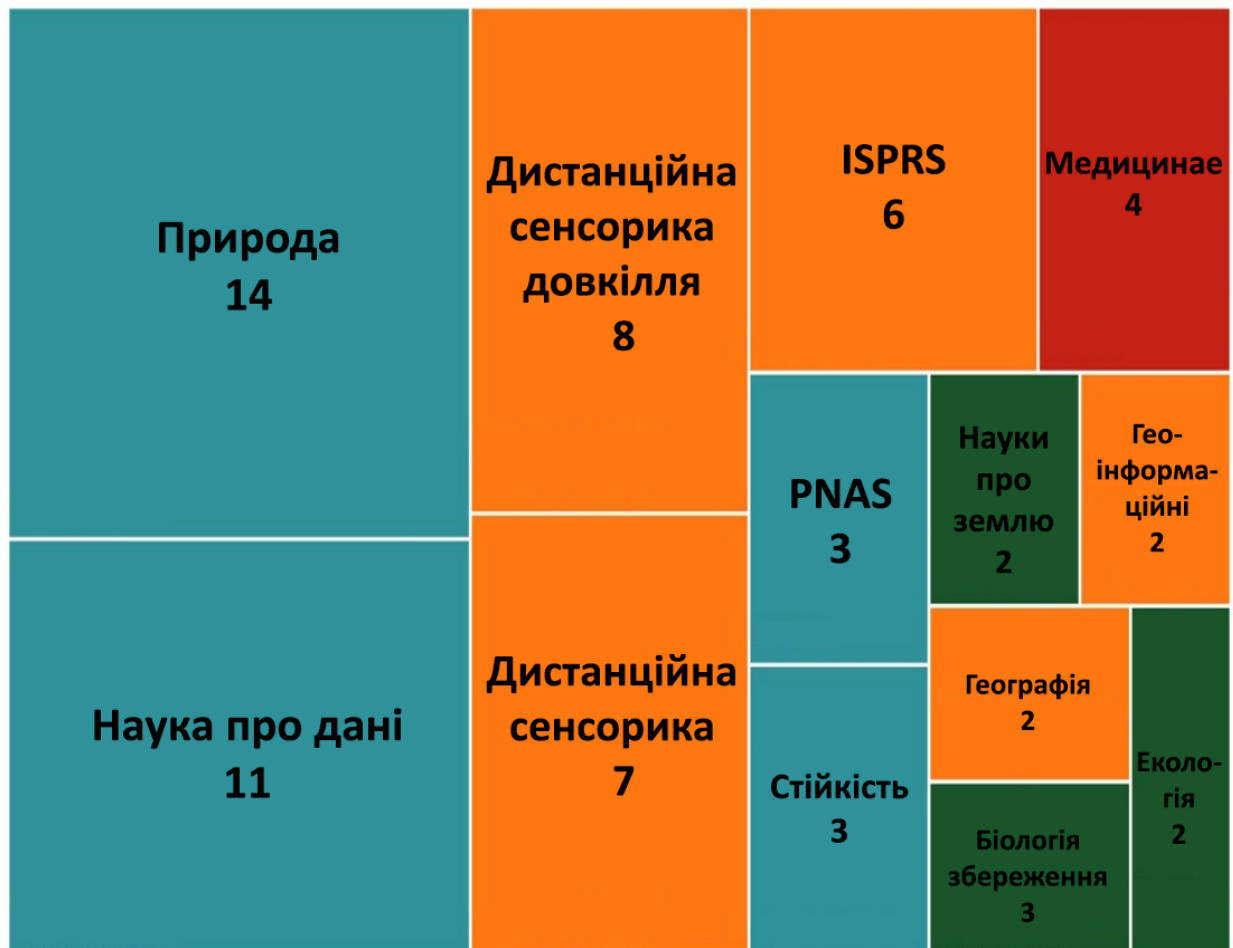 Природа
14
Наука про дані
11
Дистанційна
сенсорика
довкілля
8
Дистанційна
сенсорика
7
ISPRS
6
Медицинае
4
PNAS
3
Науки
про
землю
2
Гео-
інформа-
ційні
2
Стійкість
3
Географія
2
Біологія
збереження
3
Еколо-
гія
2